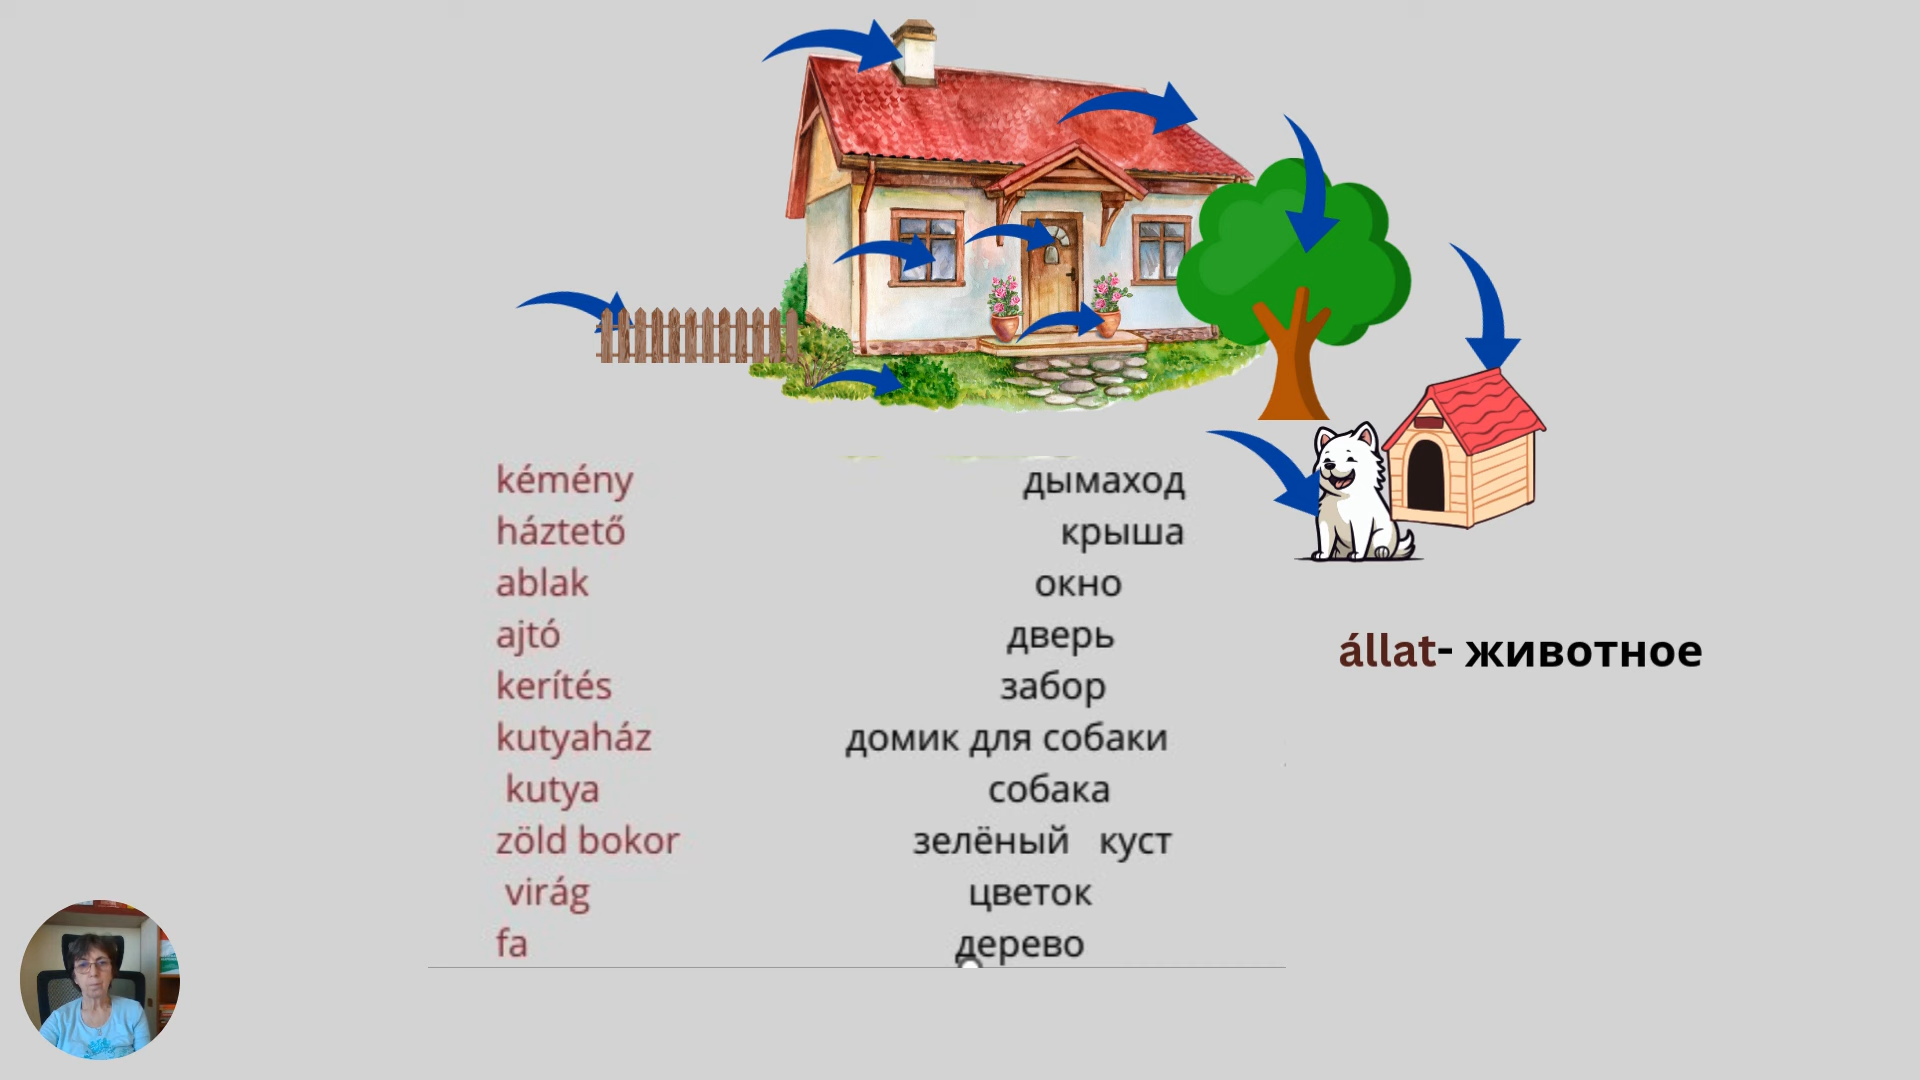 kémény дымаход
háztető крыша
ablak окно
ajtó дверь
kerítés забор
kutyaház домик для собаки
kutya собака
zöld bokor зелёный куст
virág цветок
fa дерево
állat- животное